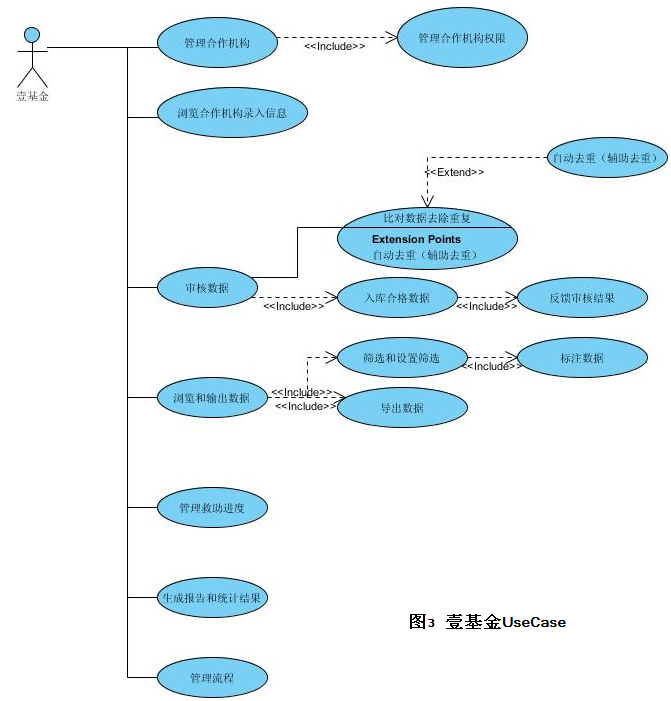 管理合作机构
<<Include>>
管理合作机构权限
壹基金
浏览合作机构录入信息
自动去重（辅助去重）
<<Extend>>
比对数据去除重复
Extension Points
自动去重（辅助去重）
审核数据
<<Include>>
入库合格数据
<<Include>>
反馈审核结果
筛选和设置筛选
<<Include>>
标注数据
浏览和输出数据
<<Include>>
<<Include>>
导出数据
管理救助进度
生成报告和统计结果
图3 壹基金UseCase
管理流程